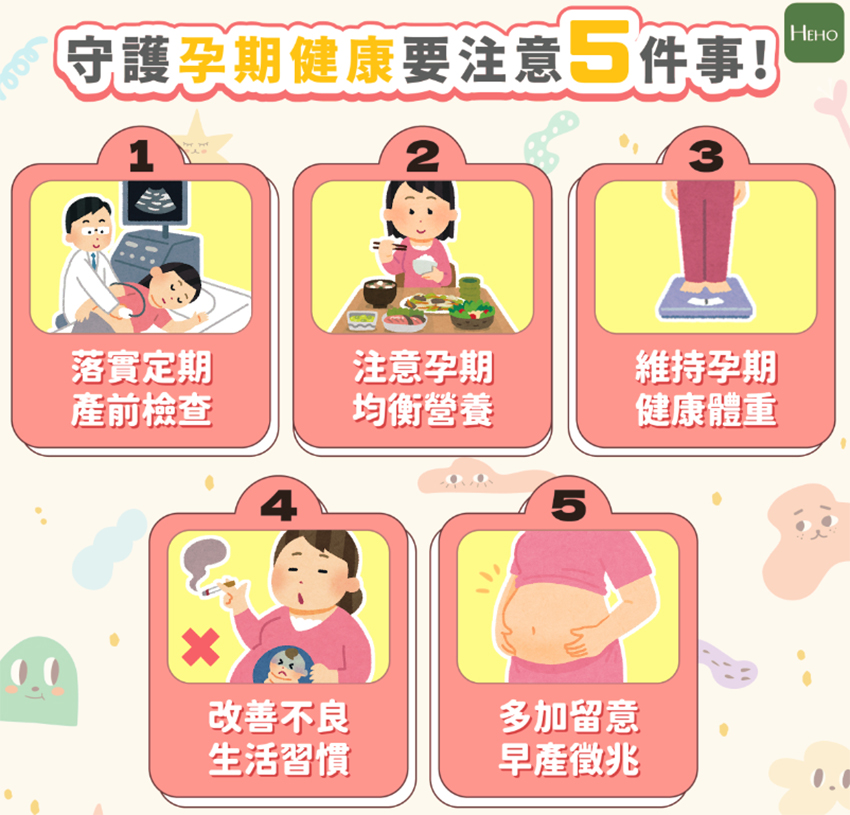 守護孕期健康要注意5件事!
HEHO
1
落實定期
產前檢查
2
注意孕期
均衡營養
3
維持孕期
健康體重
4
改善不良
生活習慣
5
多加留意
早產徵兆